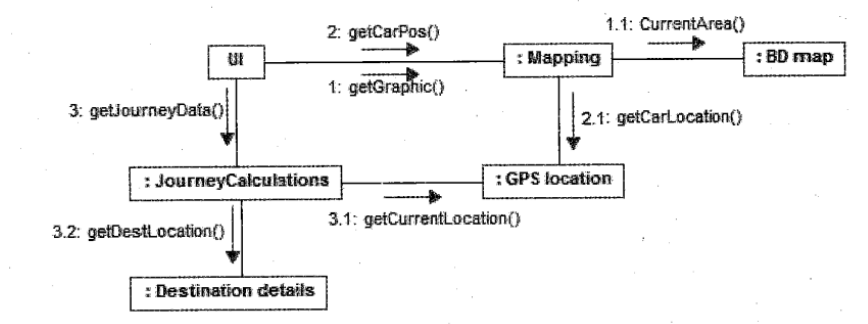 1.1: CurrentArea()
2: getCarPos()
UI
: Mapping
: BD map
1: getGraphic()
3: getJourneyData()
2.1: getCarLocation()
: JourneyCalculations
: GPS location
3.1: getCurrentLocation()
3.2: getDestLocation()
: Destination details